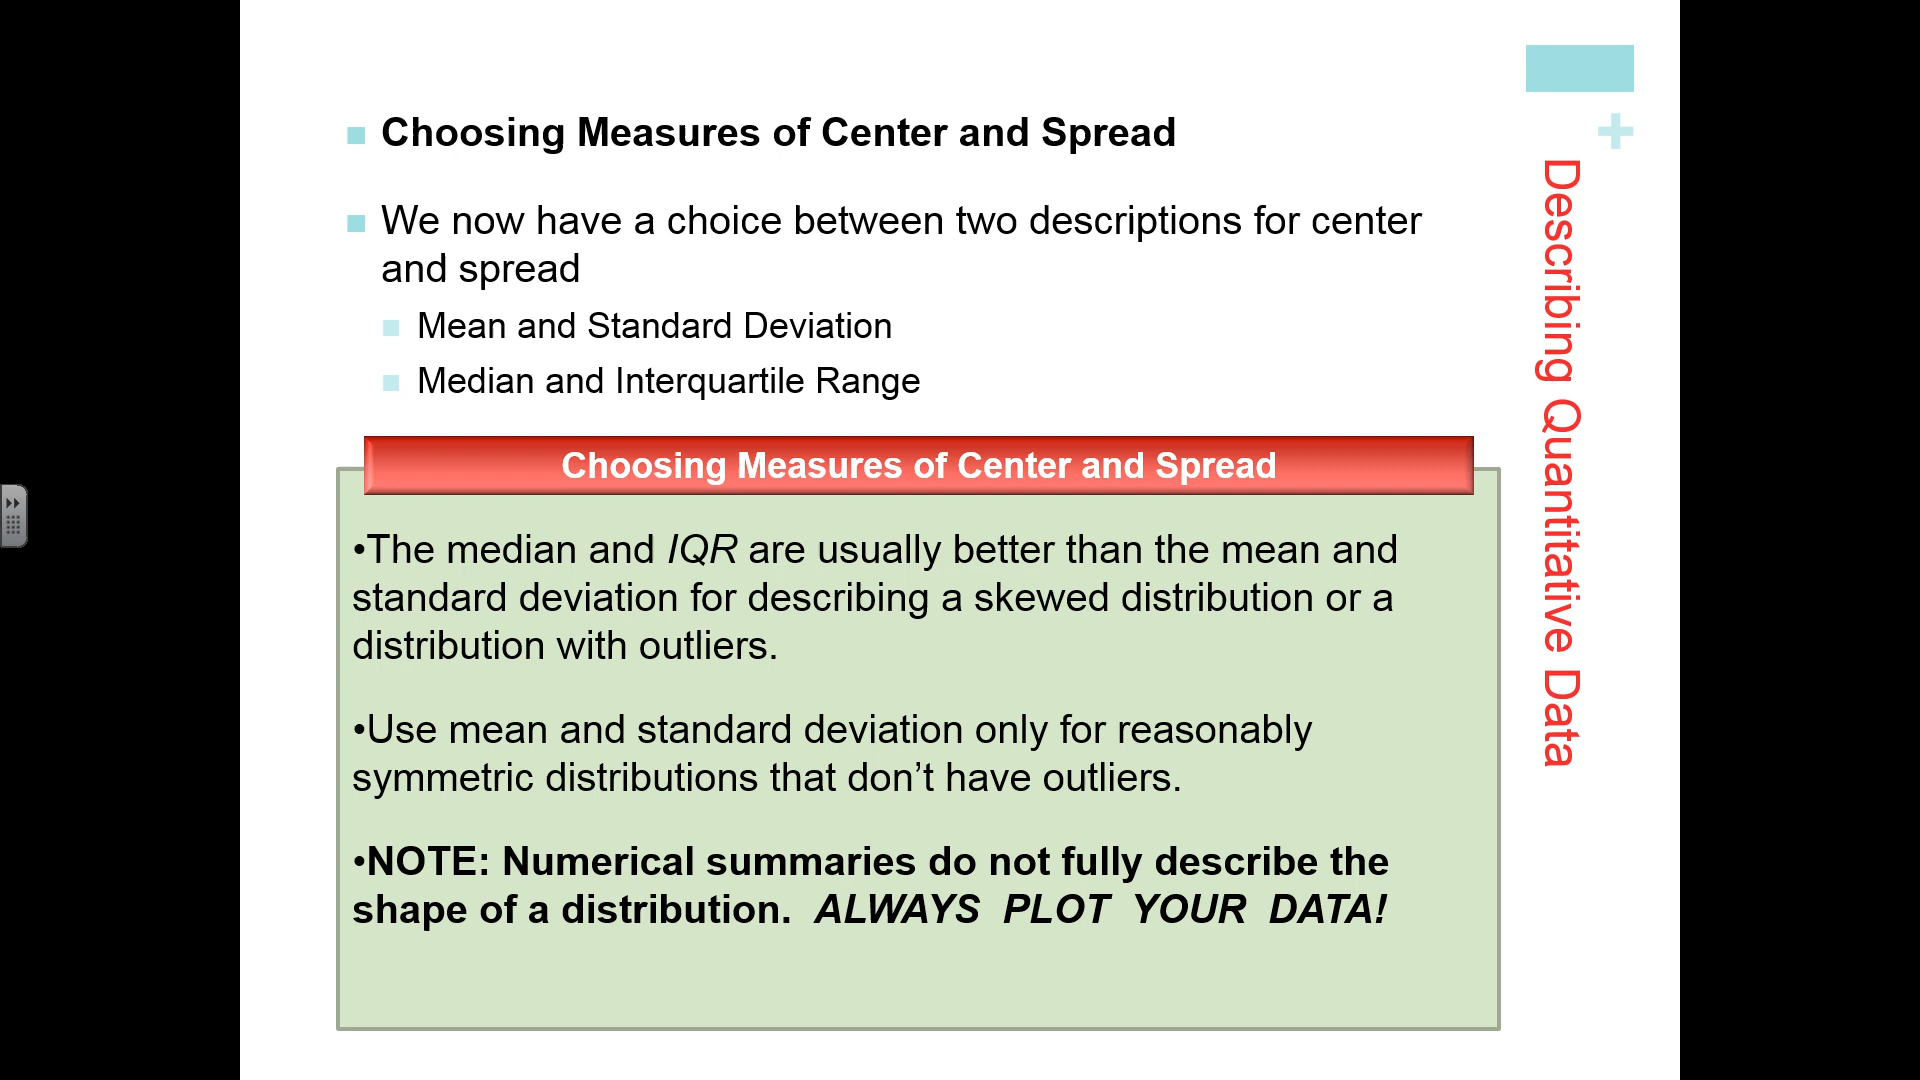 Choosing Measures of Center and Spread
We now have a choice between two descriptions for center
and spread
Mean and Standard Deviation
Median and Interquartile Range
Choosing Measures of Center and Spread
•The median and IQR are usually better than the mean and
standard deviation for describing a skewed distribution or a
distribution with outliers.
•Use mean and standard deviation only for reasonably
symmetric distributions that don’t have outliers.
•NOTE: Numerical summaries do not fully describe the
shape of a distribution. ALWAYS PLOT YOUR DATA!
+
Describing Quantitative Data